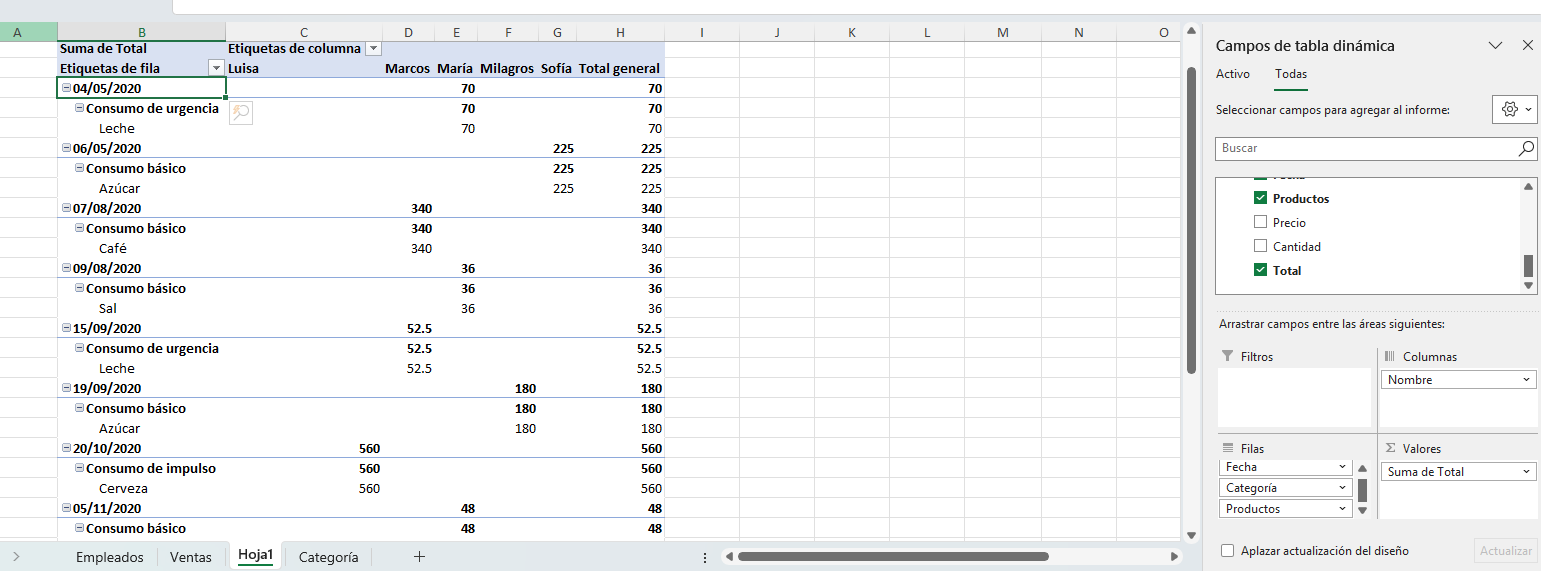 A B C D E F G H I J K L M N O
Suma de Total Etiquetas de columna
Etiquetas de fila Luisa Marcos María Milagros Sofía Total general
04/05/2020 70 70
Consumo de urgencia 70 70
Leche 70 70
06/05/2020 225 225
Consumo básico 225 225
Azúcar 225 225
07/08/2020 340 340
Consumo básico 340 340
Café 340 340
09/08/2020 36 36
Consumo básico 36 36
Sal 36 36
15/09/2020 52.5 52.5
Consumo de urgencia 52.5 52.5
Leche 52.5 52.5
19/09/2020 180 180
Consumo básico 180 180
Azúcar 180 180
20/10/2020 560 560
Consumo de impulso 560 560
Cerveza 560 560
05/11/2020 48 48
Consumo básico 48 48
Empleados Ventas Hoja1 Categoría
Campos de tabla dinámica
Activo Todas
Seleccionar campos para agregar al informe:
Buscar
Productos
Precio
Cantidad
Total
Arrastrar campos entre las áreas siguientes:
Filtros
Columnas
Nombre
Filas
Fecha
Categoría
Productos
Σ Valores
Suma de Total
Aplazar actualización del diseño
Actualizar